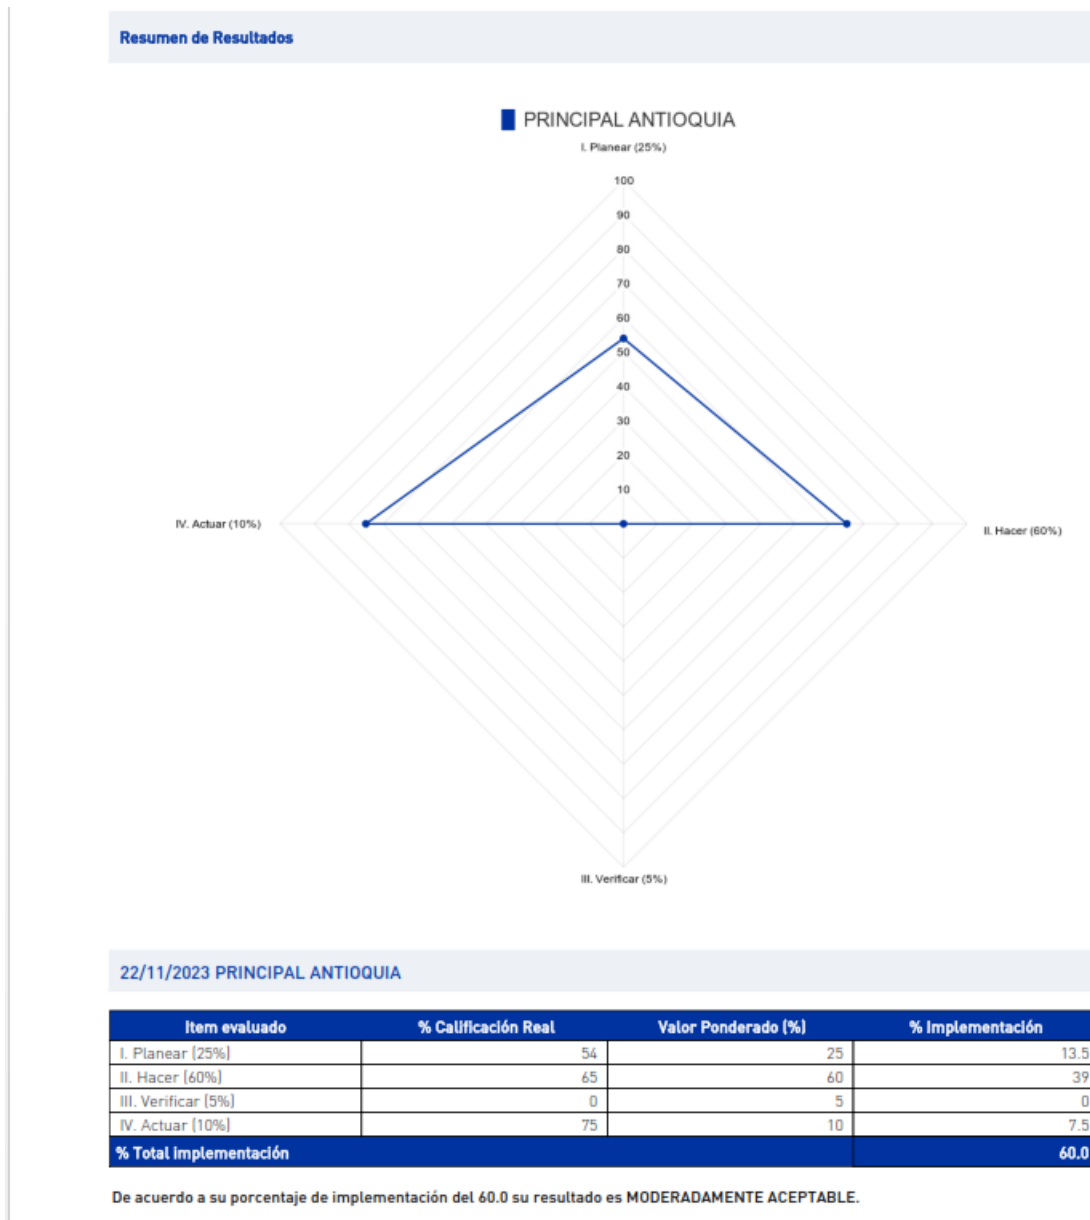 Resumen de Resultados
PRINCIPAL ANTIOQUIA
I. Planear (25%)
100
90
80
70
60
50
40
30
20
10
IV. Actuar (10%)
II. Hacer (60%)
III. Verificar (5%)
22/11/2023 PRINCIPAL ANTIOQUIA
Item evaluado % Calificación Real Valor Ponderado (%) % Implementación
I. Planear (25%) 54 25 13.5
II. Hacer (60%) 65 60 39
III. Verificar (5%) 0 5 0
IV. Actuar (10%) 75 10 7.5
% Total implementación 60.0
De acuerdo a su porcentaje de implementación del 60.0 su resultado es MODERADAMENTE ACEPTABLE.